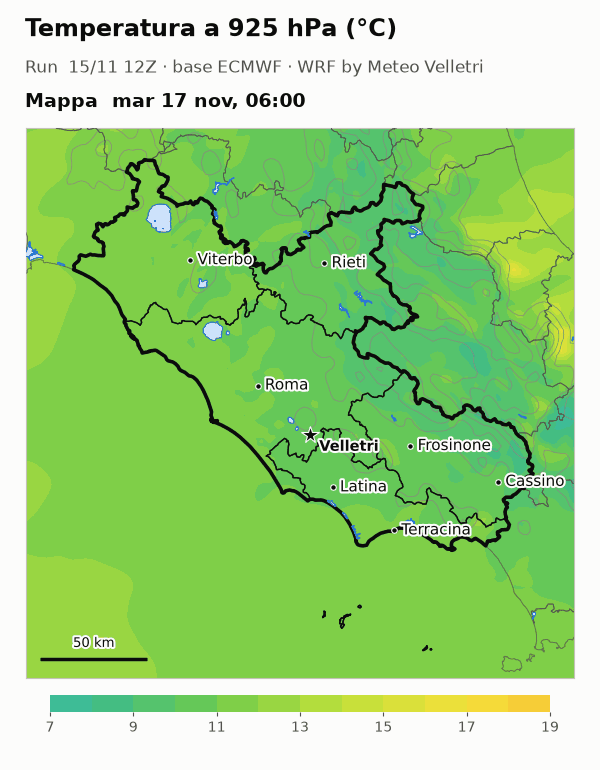 Temperatura a 925 hPa (°C)
Run  15/11 12Z · base ECMWF · WRF by Meteo Velletri
Mappa  mar 17 nov, 06:00
Viterbo
Rieti
Roma
Velletri
Frosinone
Cassino
Latina
Terracina
50 km
7 9 11 13 15 17 19